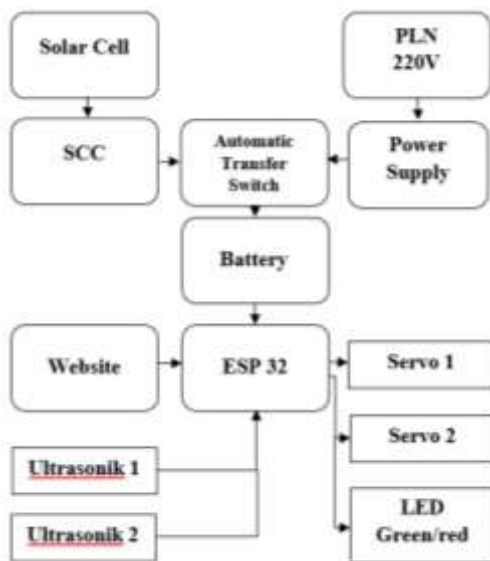 Solar Cell
PLN
220V
SCC
Automatic
Transfer
Switch
Power
Supply
Battery
Website
ESP 32
Servo 1
Servo 2
Ultrasonik 1
Ultrasonik 2
LED
Green/red